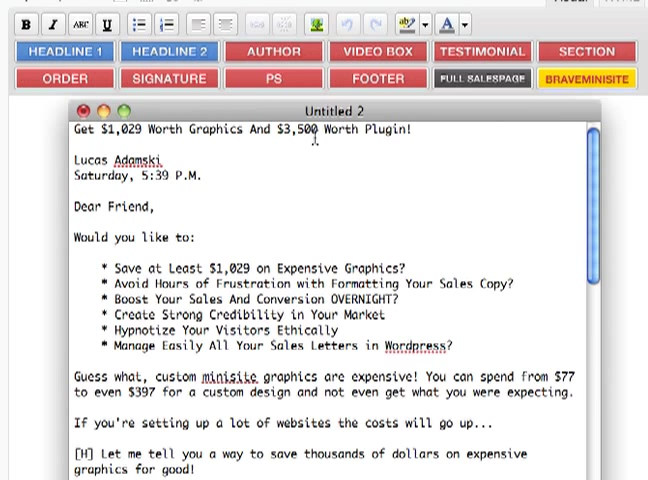 B I ABC U
HEADLINE 1 HEADLINE 2 AUTHOR VIDEO BOX TESTIMONIAL SECTION
ORDER SIGNATURE PS FOOTER FULL SALESPAGE BRAVEMINISITE
Untitled 2
Get $1,029 Worth Graphics And $3,500 Worth Plugin!
Lucas Adamski
Saturday, 5:39 P.M.
Dear Friend,
Would you like to:
* Save at Least $1,029 on Expensive Graphics?
* Avoid Hours of Frustration with Formatting Your Sales Copy?
* Boost Your Sales And Conversion OVERNIGHT?
* Create Strong Credibility in Your Market
* Hypnotize Your Visitors Ethically
* Manage Easily All Your Sales Letters in Wordpress?
Guess what, custom minisite graphics are expensive! You can spend from $77
to even $397 for a custom design and not even get what you were expecting.
If you're setting up a lot of websites the costs will go up...
[H] Let me tell you a way to save thousands of dollars on expensive
graphics for good!